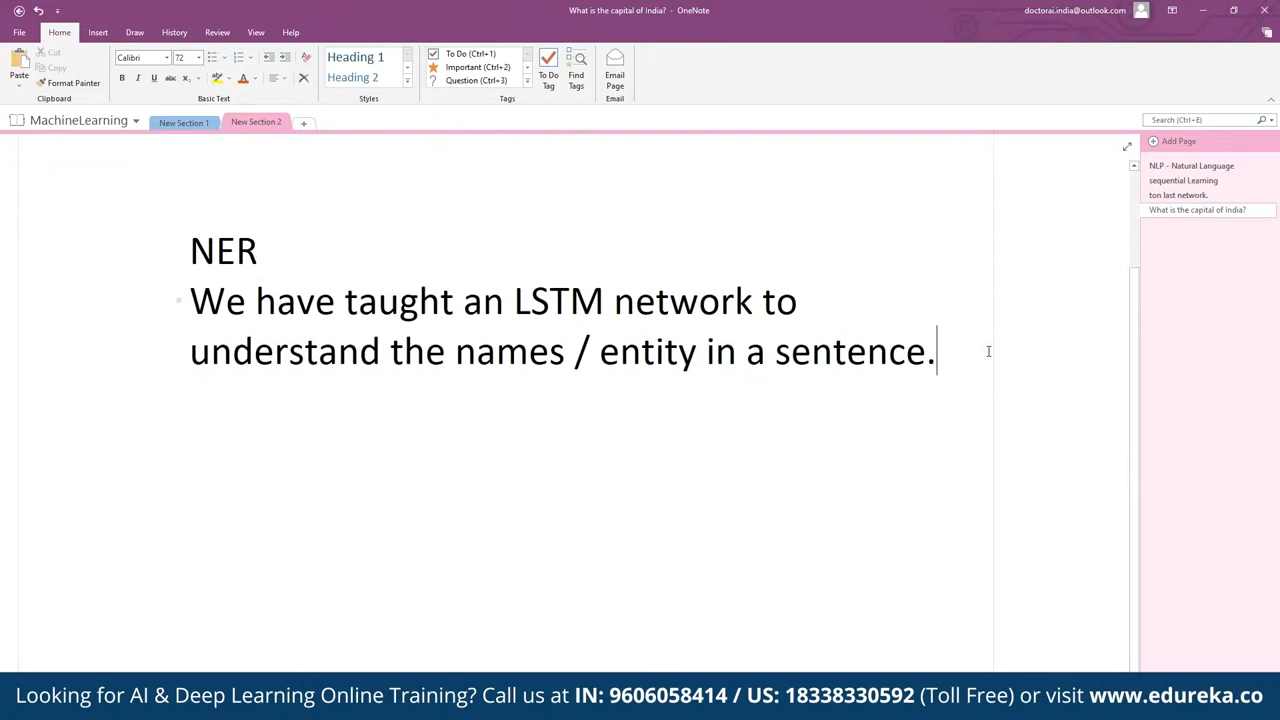 What is the capital of India? - OneNote
doctorai.india@outlook.com
File Home Insert Draw History Review View Help
Paste
Cut
Copy
Format Painter
Clipboard
Calibri 72
B I U abc x₂ A
Basic Text
Heading 1
Heading 2
Styles
To Do (Ctrl+1)
Important (Ctrl+2)
? Question (Ctrl+3)
Tags
To Do
Tag
Find
Tags
Email
Page
Email
MachineLearning
New Section 1
New Section 2
+
Search (Ctrl+E)
Add Page
NLP - Natural Language
sequential Learning
ton last network.
What is the capital of India?
NER
We have taught an LSTM network to
understand the names / entity in a sentence.
Looking for AI & Deep Learning Online Training? Call us at IN: 9606058414 / US: 18338330592 (Toll Free) or visit www.edureka.co